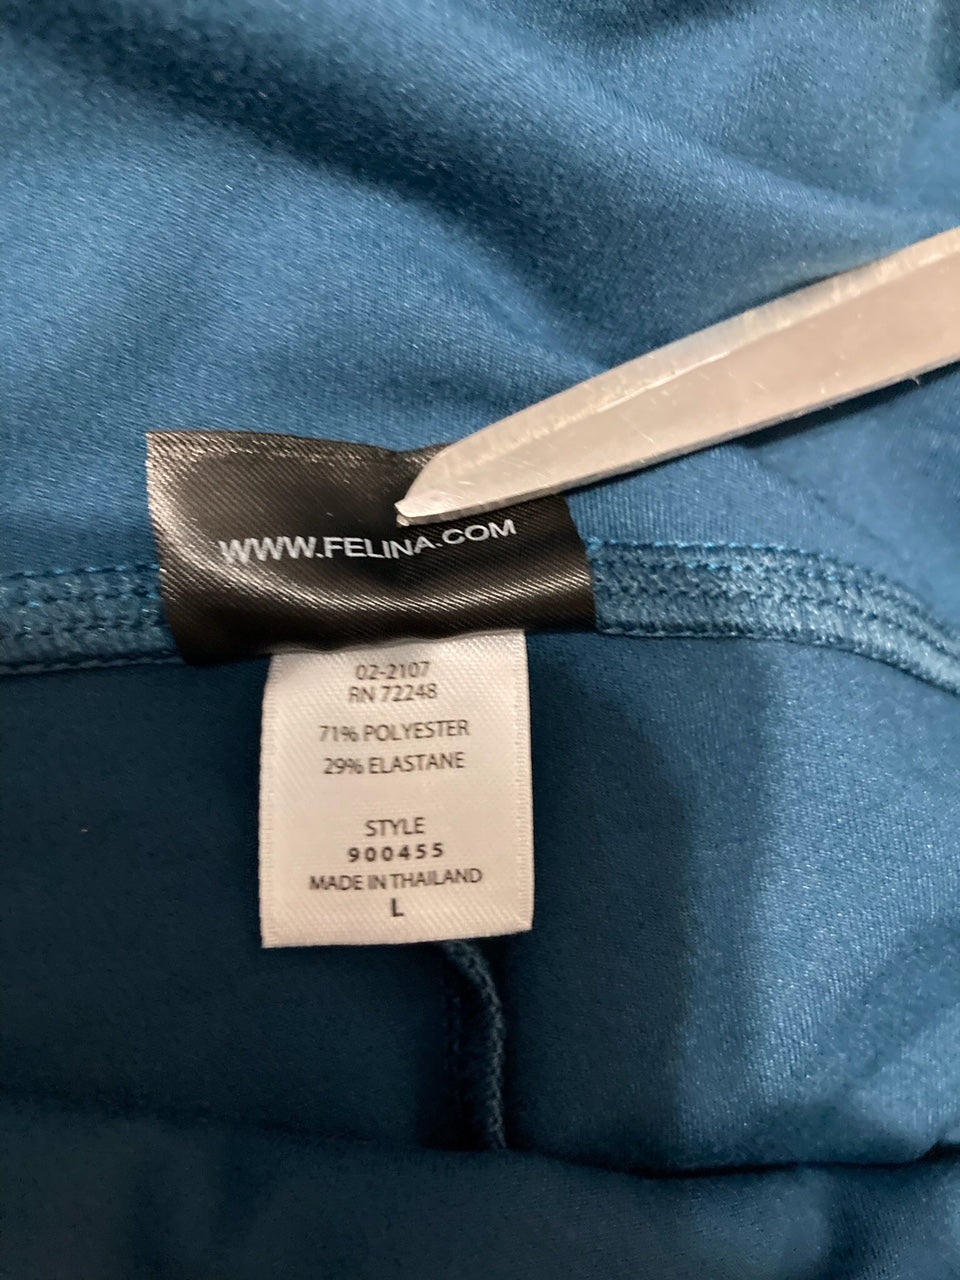 WWW.FELINA.COM
02-2107
RN 72248
71% POLYESTER
29% ELASTANE
STYLE
900455
MADE IN THAILAND
L